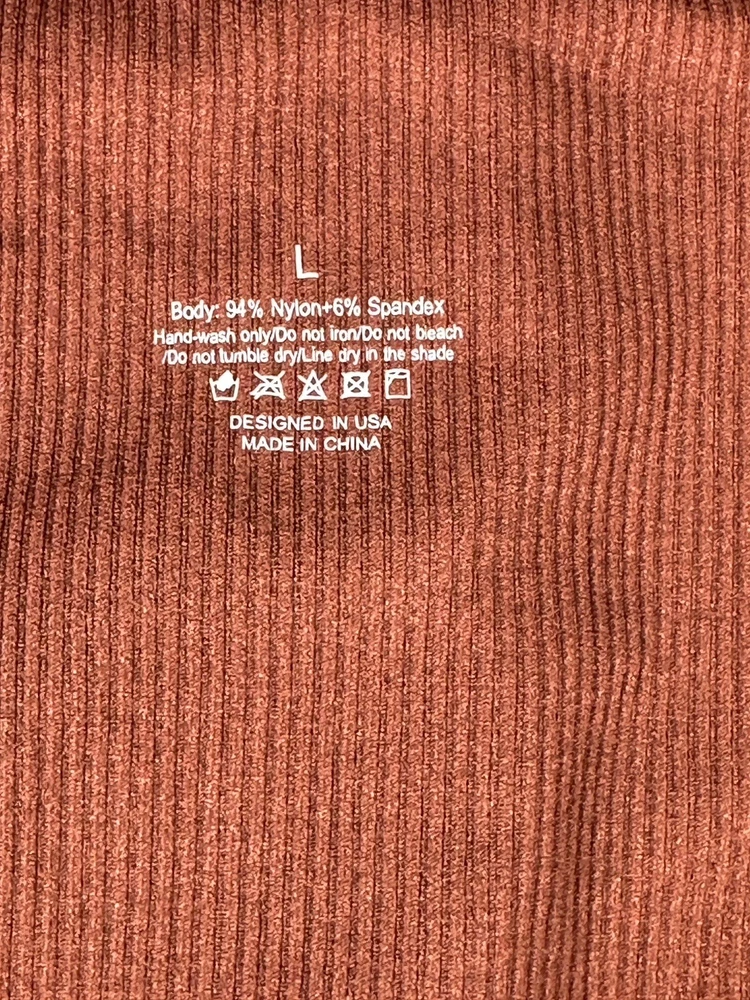 L
Body: 94% Nylon+6% Spandex
Hand-wash only/Do not iron/Do not bleach
/Do not tumble dry/Line dry in the shade
DESIGNED IN USA
MADE IN CHINA